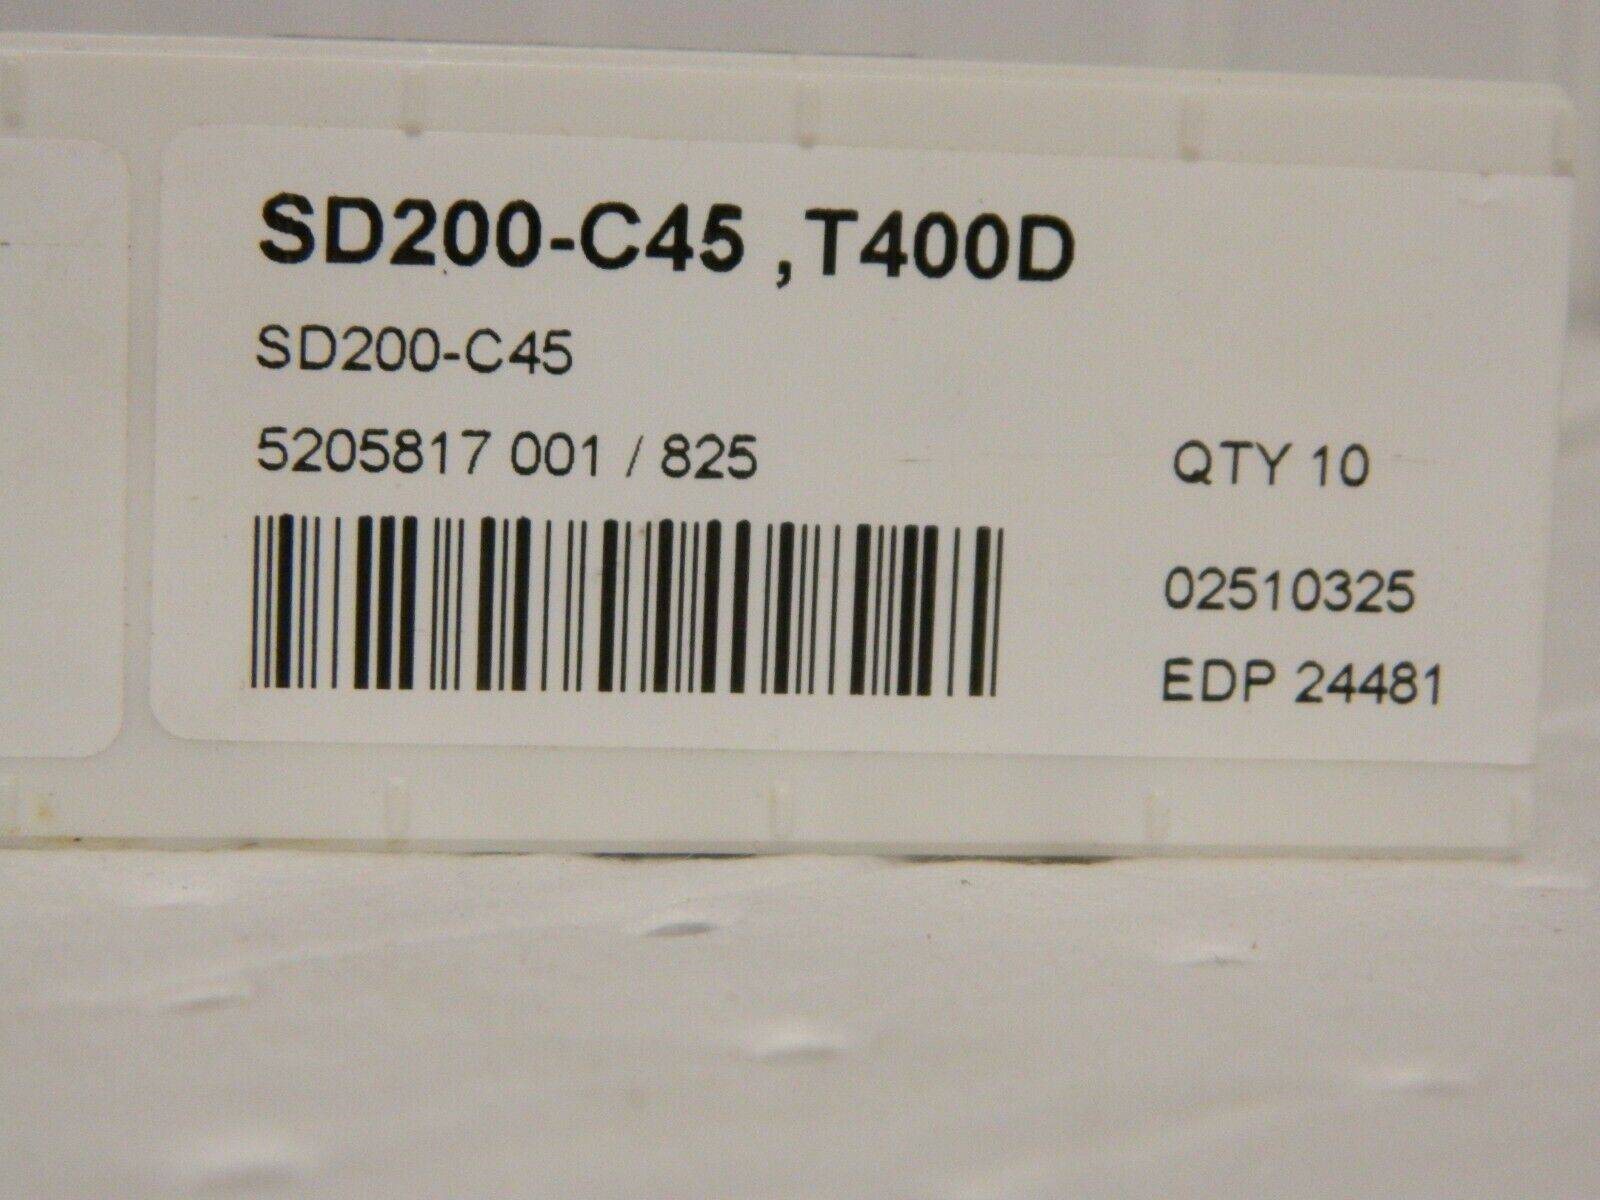 SD200-C45 ,T400D
SD200-C45
5205817 001 / 825
QTY 10
02510325
EDP 24481